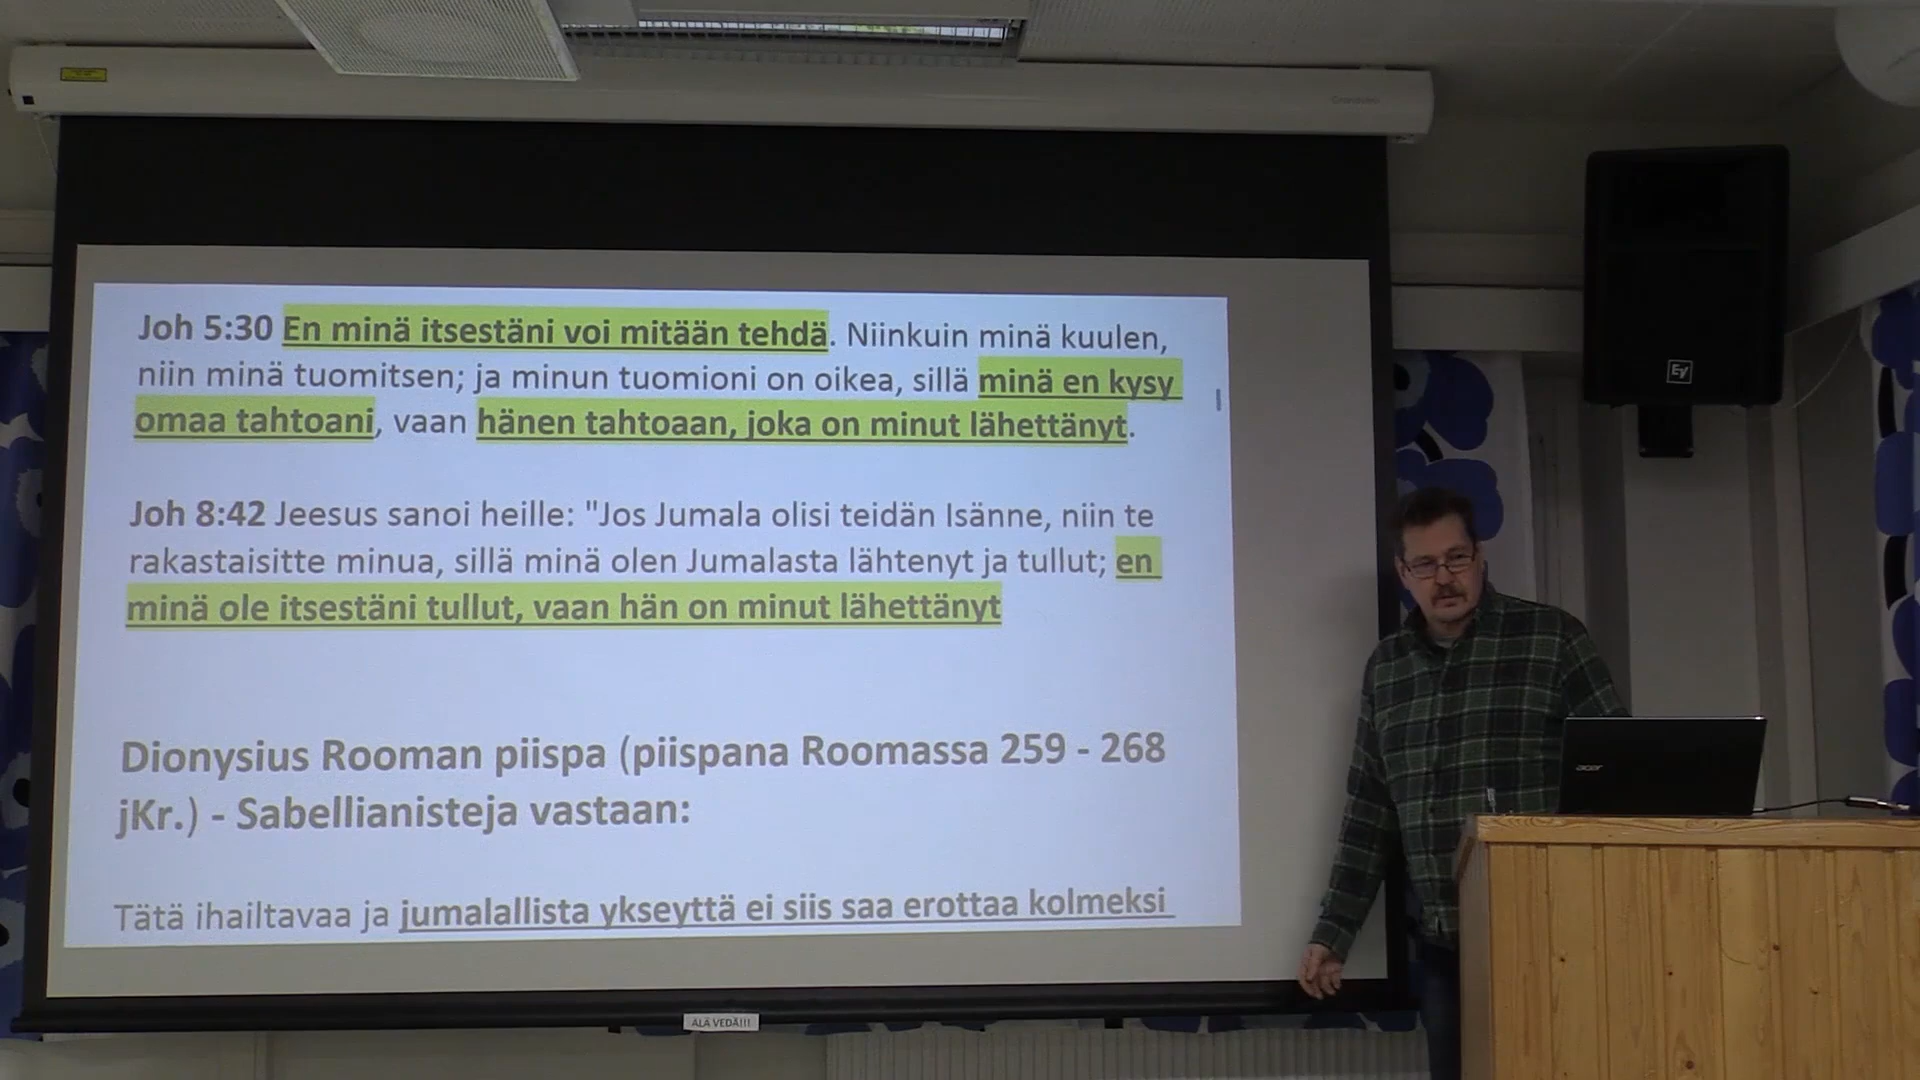 Joh 5:30 En minä itsestäni voi mitään tehdä. Niinkuin minä kuulen,
niin minä tuomitsen; ja minun tuomioni on oikea, sillä minä en kysy
omaa tahtoani, vaan hänen tahtoaan, joka on minut lähettänyt.
Joh 8:42 Jeesus sanoi heille: "Jos Jumala olisi teidän Isänne, niin te
rakastaisitte minua, sillä minä olen Jumalasta lähtenyt ja tullut; en
minä ole itsestäni tullut, vaan hän on minut lähettänyt
Dionysius Rooman piispa (piispana Roomassa 259 - 268
jKr.) - Sabellianisteja vastaan:
Tätä ihailtavaa ja jumalallista ykseyttä ei siis saa erottaa kolmeksi
ÄLÄ VEDÄ!!!
EV
acer